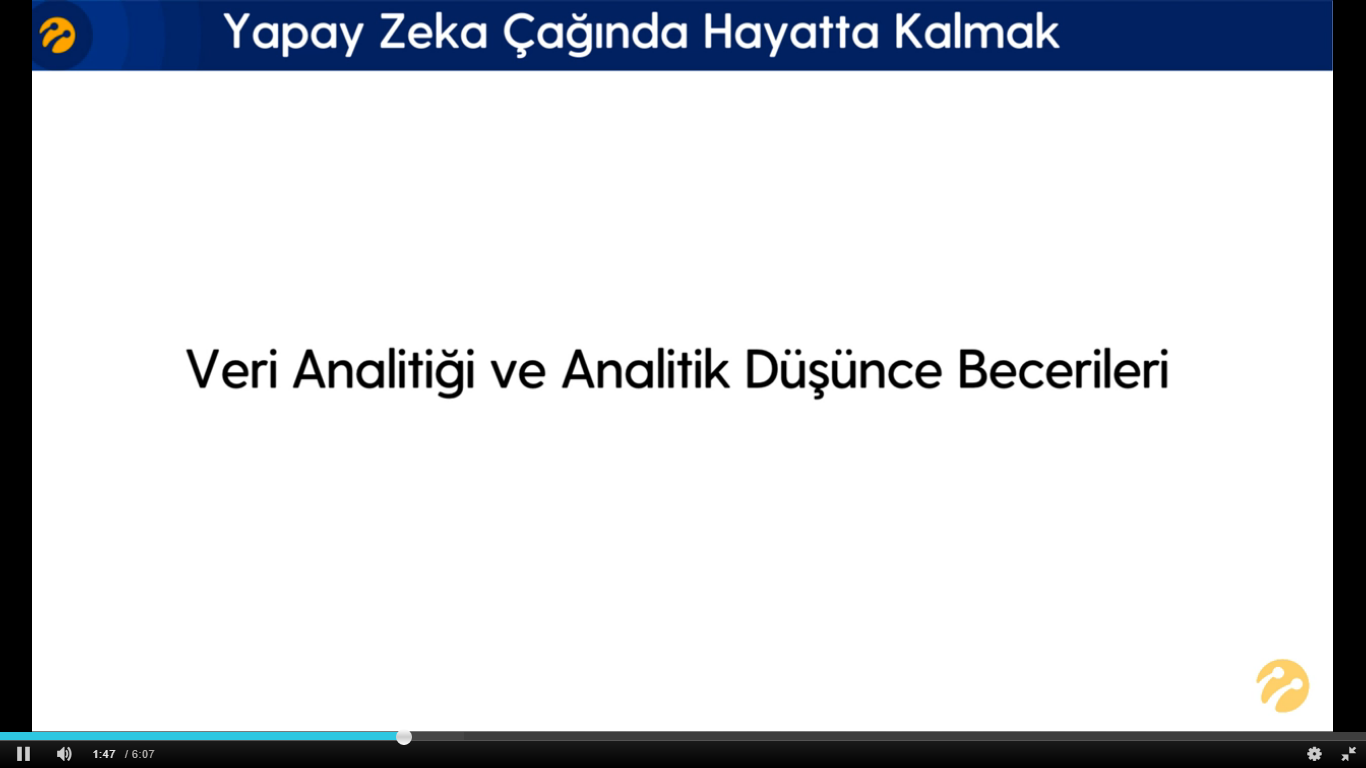 Yapay Zeka Çağında Hayatta Kalmak
Veri Analitiği ve Analitik Düşünce Becerileri
1:47 / 6:07